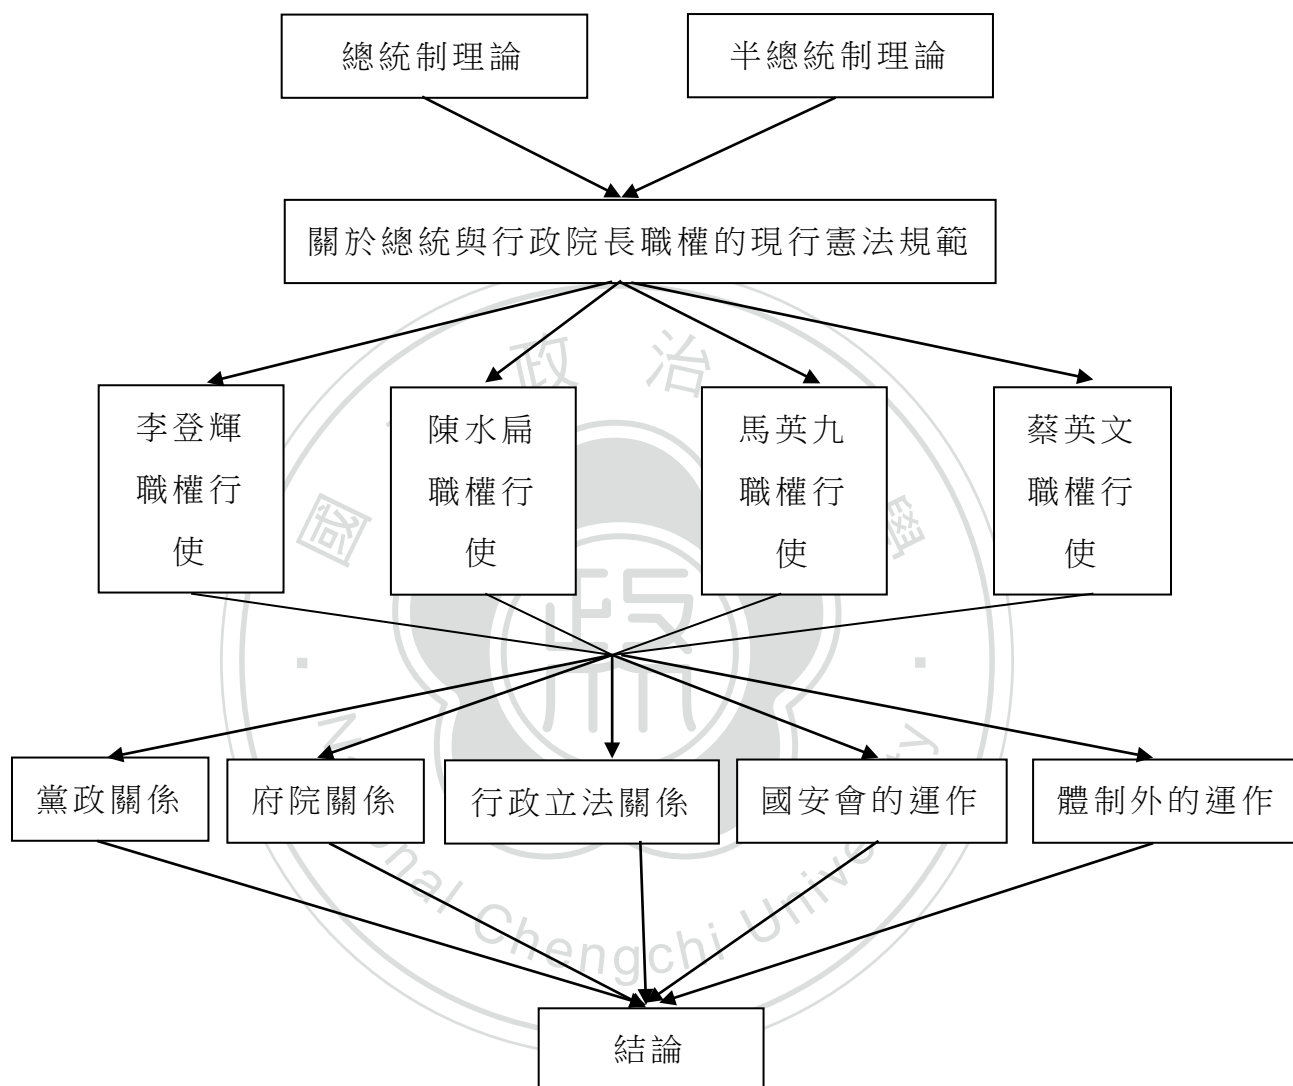 總統制理論
半總統制理論
關於總統與行政院長職權的現行憲法規範
政 治
李登輝
職權行
使
陳水扁
職權行
使
馬英九
職權行
使
蔡英文
職權行
使
國
學
黨政關係
府院關係
行政立法關係
國安會的運作
體制外的運作
Chengchi
結論